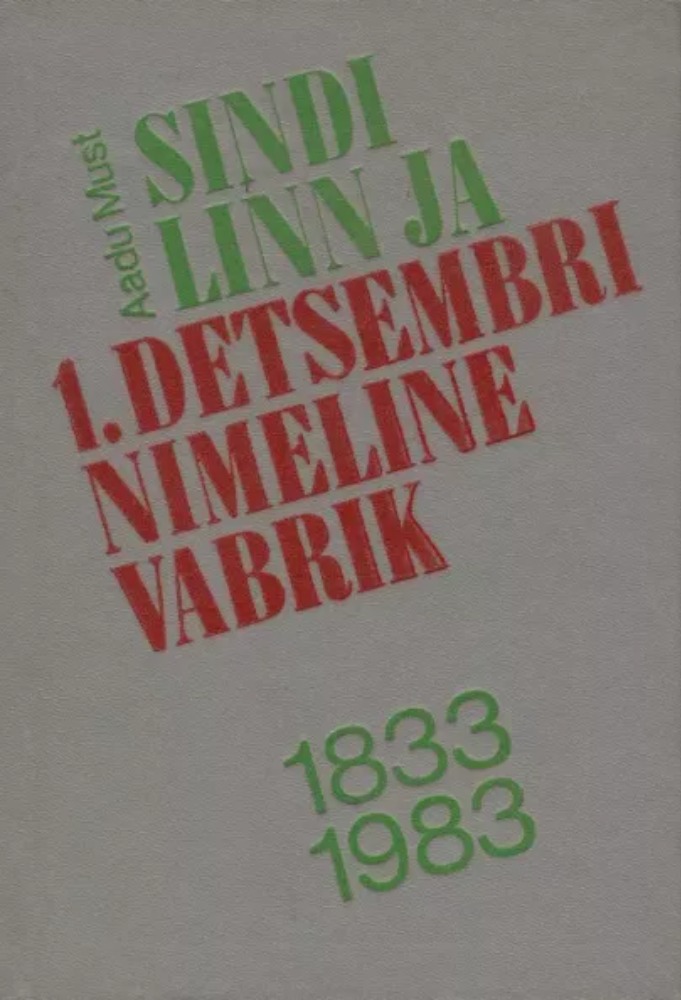 Aadu Must
SINDI
LINN JA
1. DETSEMBRI
NIMELINE
VABRIK
1833
1983